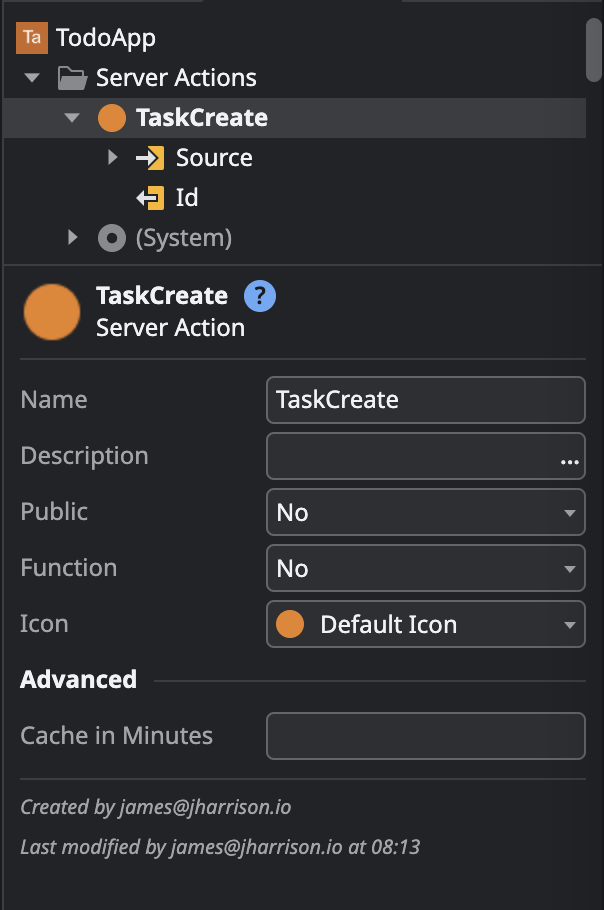 Ta TodoApp
Server Actions
TaskCreate
Source
Id
(System)
TaskCreate ?
Server Action
Name TaskCreate
Description ...
Public No
Function No
Icon Default Icon
Advanced
Cache in Minutes
Created by james@jharrison.io
Last modified by james@jharrison.io at 08:13